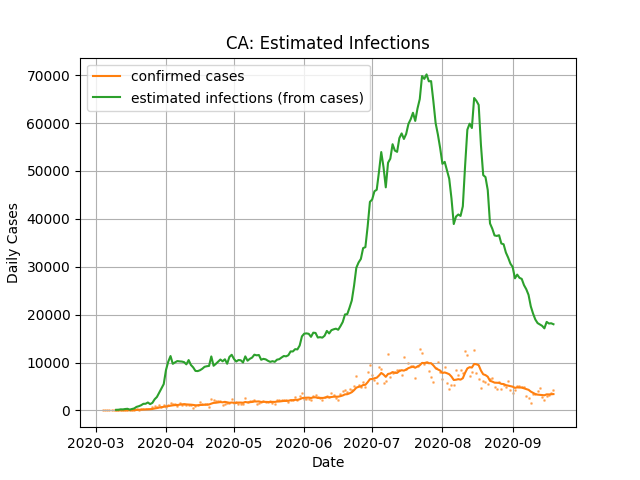 CA: Estimated Infections
confirmed cases
estimated infections (from cases)
Daily Cases
70000
60000
50000
40000
30000
20000
10000
0
2020-03 2020-04 2020-05 2020-06 2020-07 2020-08 2020-09
Date